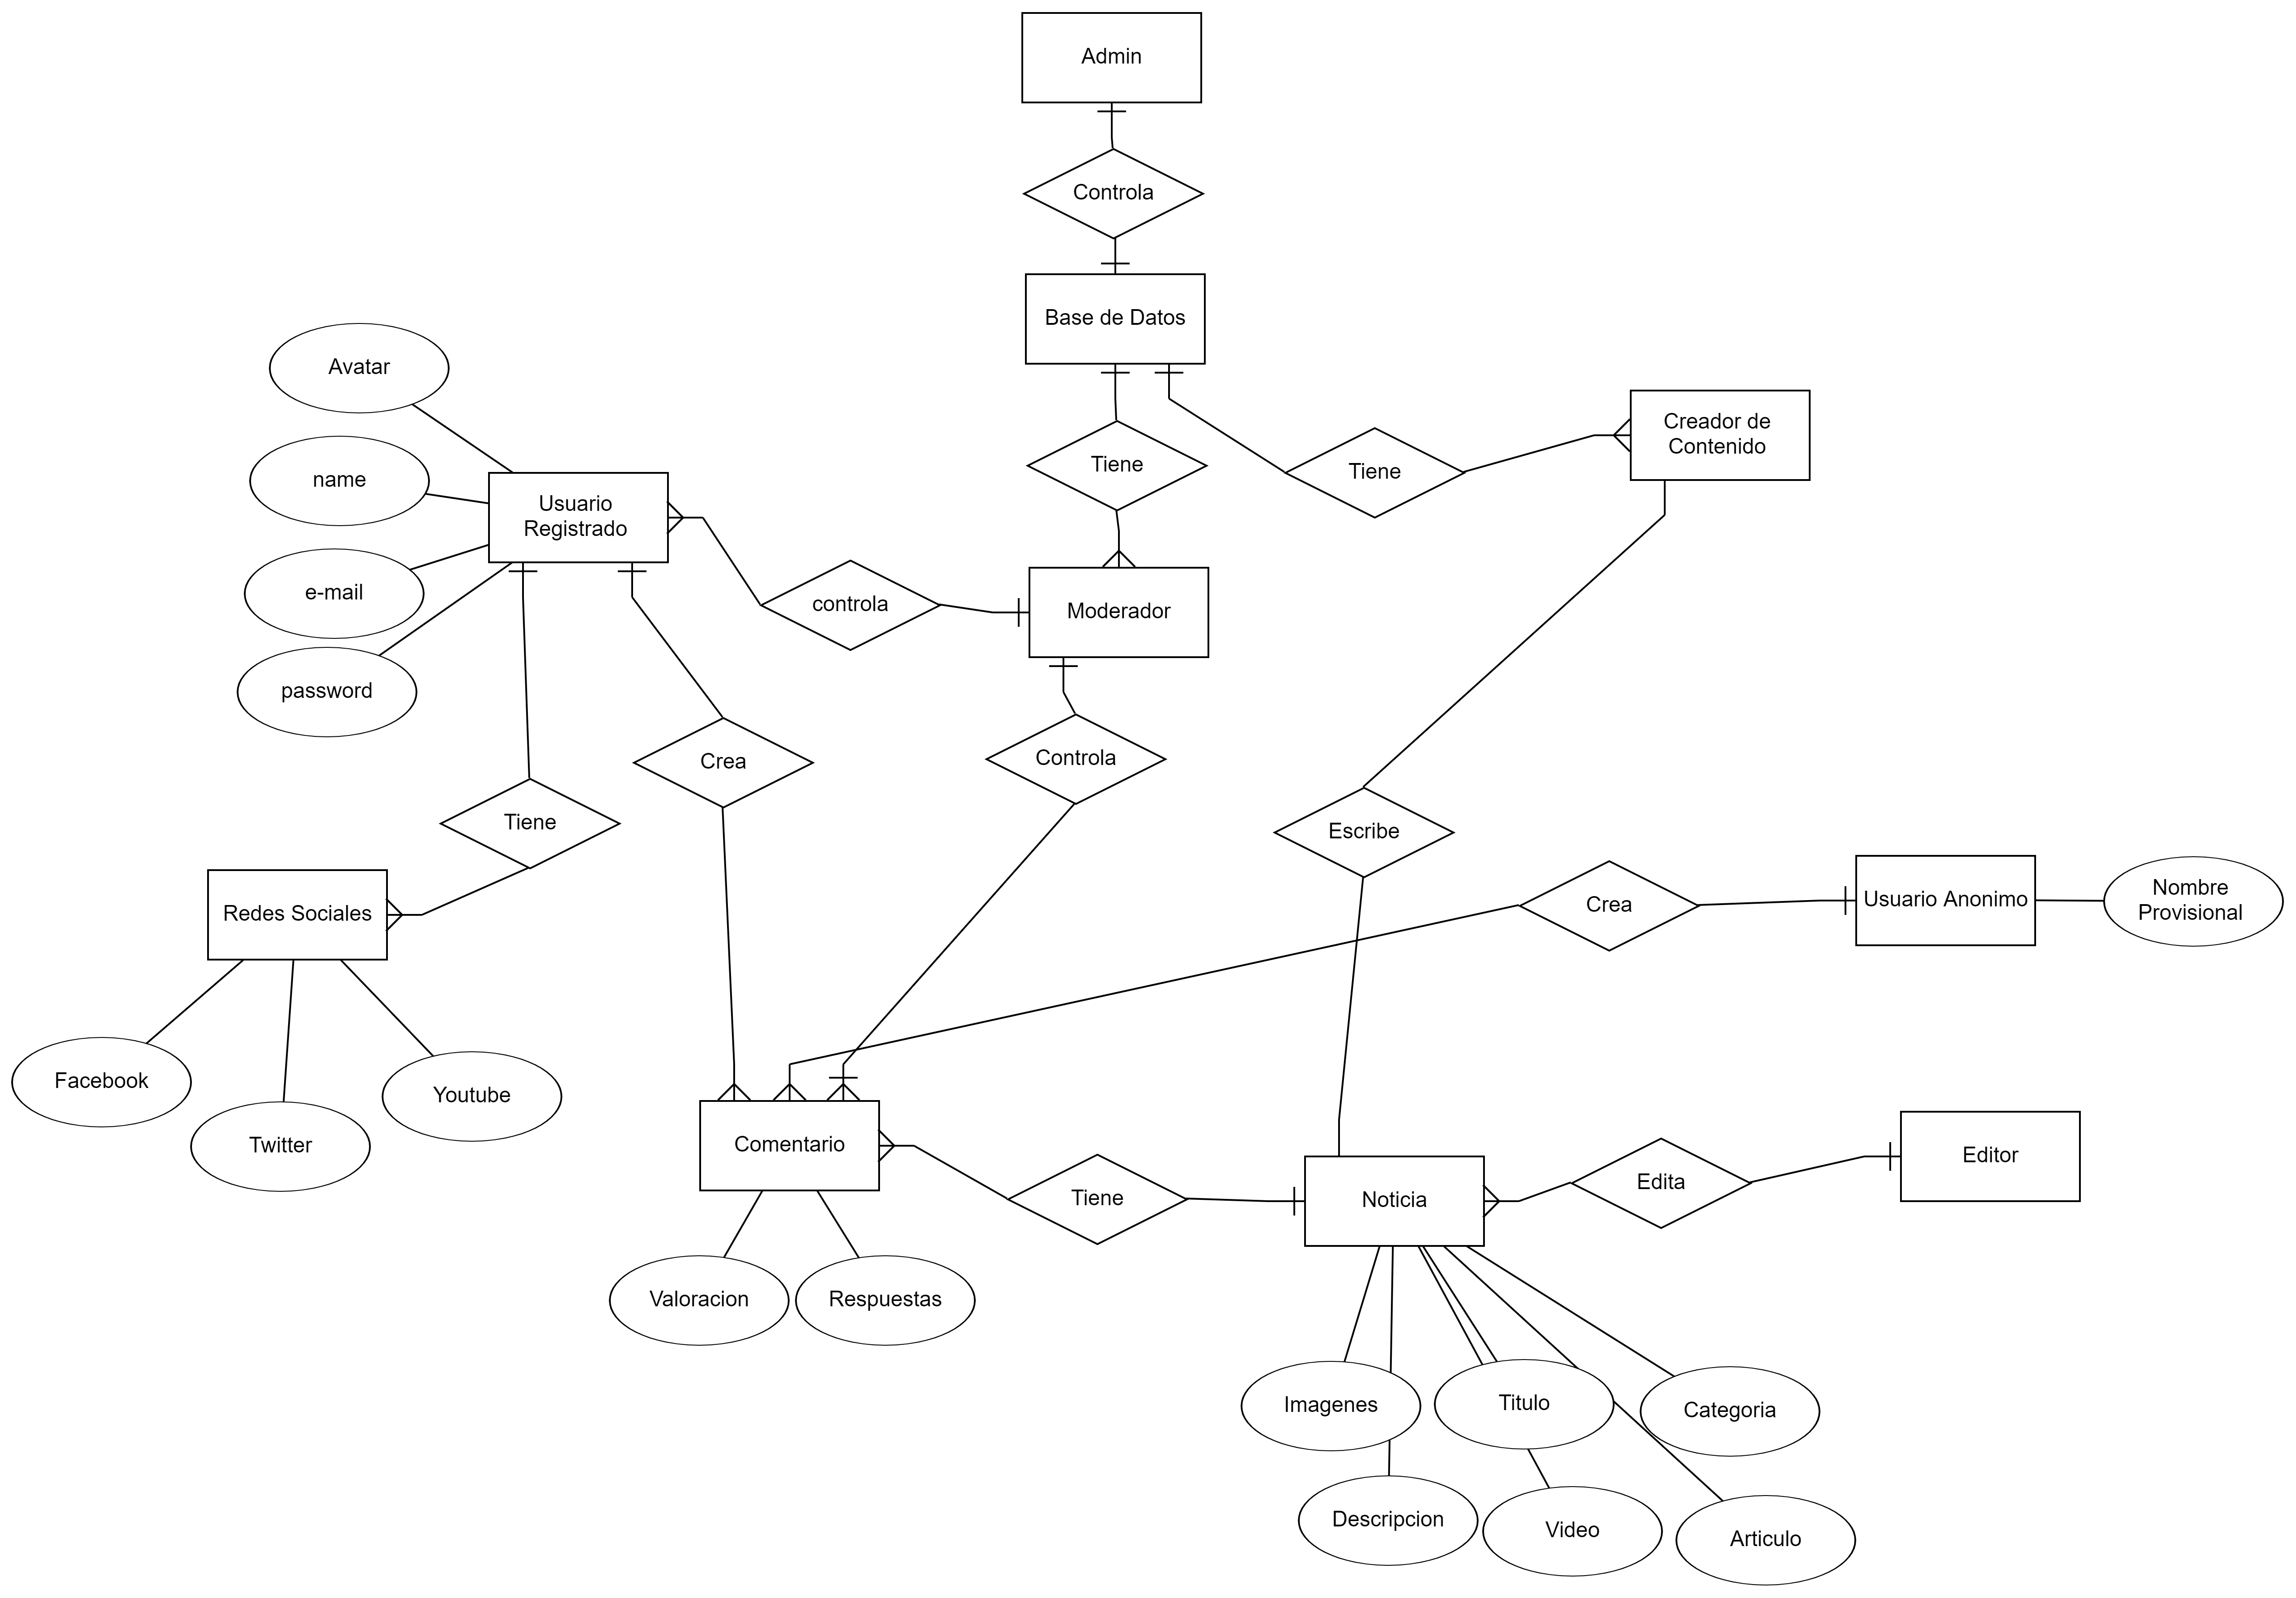 Admin
Controla
Base de Datos
Avatar
Creador de
Contenido
Tiene
Tiene
name
Usuario
Registrado
e-mail
controla
Moderador
password
Crea
Controla
Tiene
Escribe
Redes Sociales
Crea
Usuario Anonimo
Nombre
Provisional
Facebook
Youtube
Twitter
Comentario
Tiene
Noticia
Edita
Editor
Valoracion
Respuestas
Imagenes
Titulo
Categoria
Descripcion
Video
Articulo